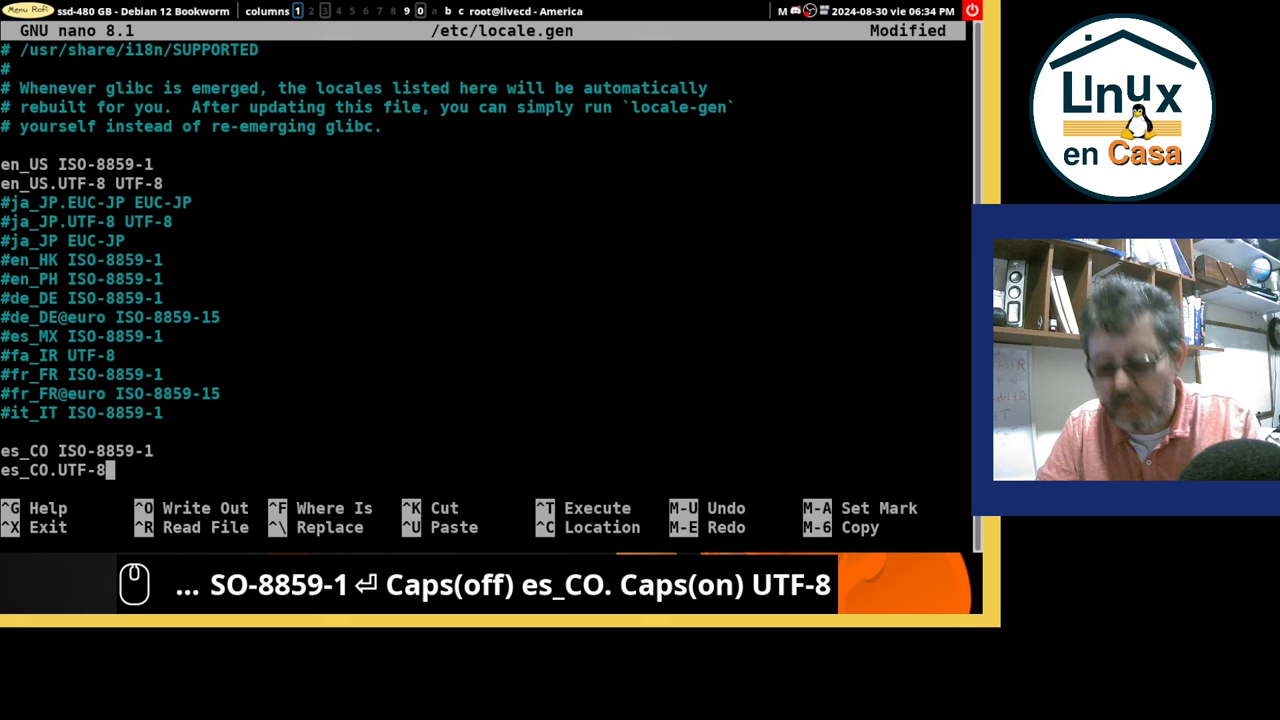 Menu Rofi ssd-480 GB - Debian 12 Bookworm columns 1 2 3 4 5 6 7 8 9 0 a b c root@livecd - America M 2024-08-30 vie 06:34 PM
GNU nano 8.1 /etc/locale.gen Modified
# /usr/share/i18n/SUPPORTED
#
# Whenever glibc is emerged, the locales listed here will be automatically
# rebuilt for you.  After updating this file, you can simply run `locale-gen`
# yourself instead of re-emerging glibc.
en_US ISO-8859-1
en_US.UTF-8 UTF-8
#ja_JP.EUC-JP EUC-JP
#ja_JP.UTF-8 UTF-8
#ja_JP EUC-JP
#en_HK ISO-8859-1
#en_PH ISO-8859-1
#de_DE ISO-8859-1
#de_DE@euro ISO-8859-15
#es_MX ISO-8859-1
#fa_IR UTF-8
#fr_FR ISO-8859-1
#fr_FR@euro ISO-8859-15
#it_IT ISO-8859-1
es_CO ISO-8859-1
es_CO.UTF-8
^G Help ^O Write Out ^F Where Is ^K Cut ^T Execute M-U Undo M-A Set Mark
^X Exit ^R Read File ^\ Replace ^U Paste ^C Location M-E Redo M-6 Copy
... SO-8859-1⏎ Caps(off) es_CO. Caps(on) UTF-8
Linux
en Casa